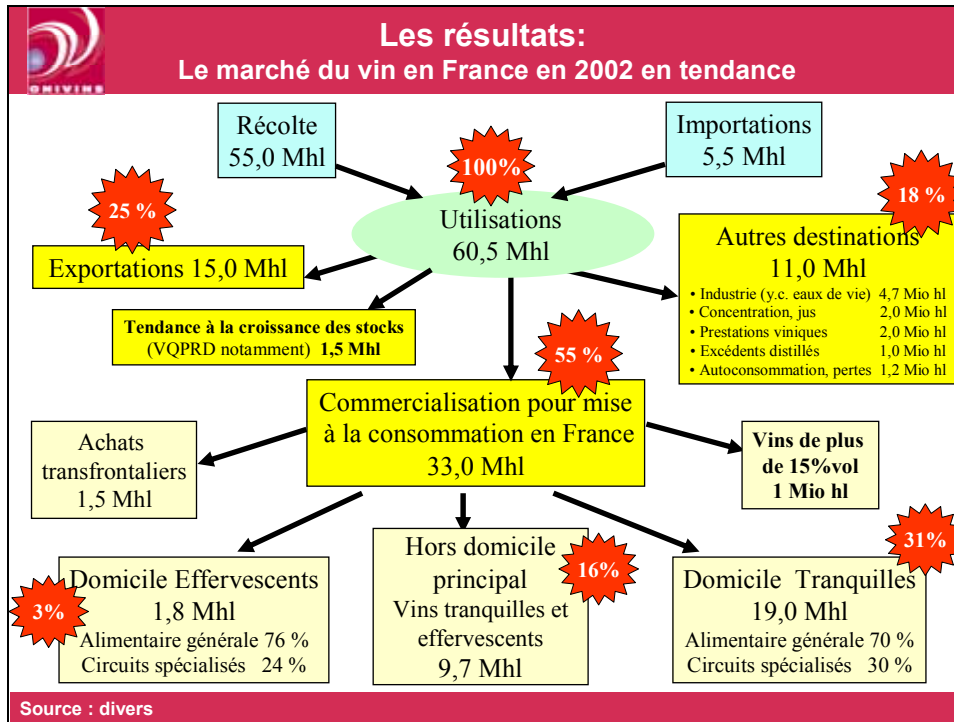 Les résultats:
Le marché du vin en France en 2002 en tendance
ONIVINS
Récolte
55,0 Mhl
Importations
5,5 Mhl
100%
Utilisations
60,5 Mhl
25 %
Exportations 15,0 Mhl
18 %
Autres destinations
11,0 Mhl
• Industrie (y.c. eaux de vie) 4,7 Mio hl
• Concentration, jus 2,0 Mio hl
• Prestations viniques 2,0 Mio hl
• Excédents distillés 1,0 Mio hl
• Autoconsommation, pertes 1,2 Mio hl
Tendance à la croissance des stocks
(VQPRD notamment) 1,5 Mhl
55 %
Commercialisation pour mise
à la consommation en France
33,0 Mhl
Achats
transfrontaliers
1,5 Mhl
Vins de plus
de 15%vol
1 Mio hl
3%
Domicile Effervescents
1,8 Mhl
Alimentaire générale 76 %
Circuits spécialisés 24 %
16%
Hors domicile
principal
Vins tranquilles et
effervescents
9,7 Mhl
31%
Domicile Tranquilles
19,0 Mhl
Alimentaire générale 70 %
Circuits spécialisés 30 %
Source : divers